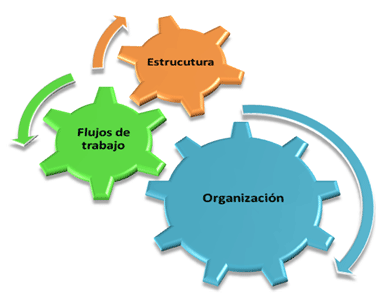 Estrucutura
Flujos de
trabajo
Organización